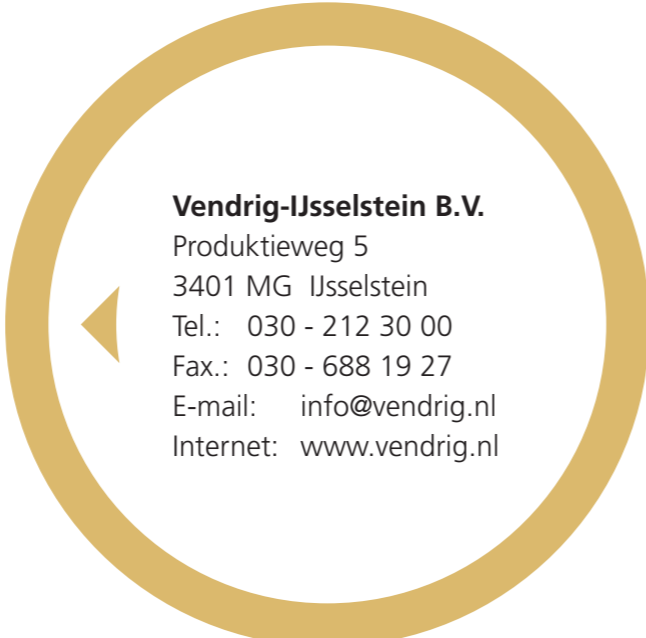 Vendrig-IJsselstein B.V.
Produktieweg 5
3401 MG IJsselstein
Tel.: 030 - 212 30 00
Fax.: 030 - 688 19 27
E-mail: info@vendrig.nl
Internet: www.vendrig.nl